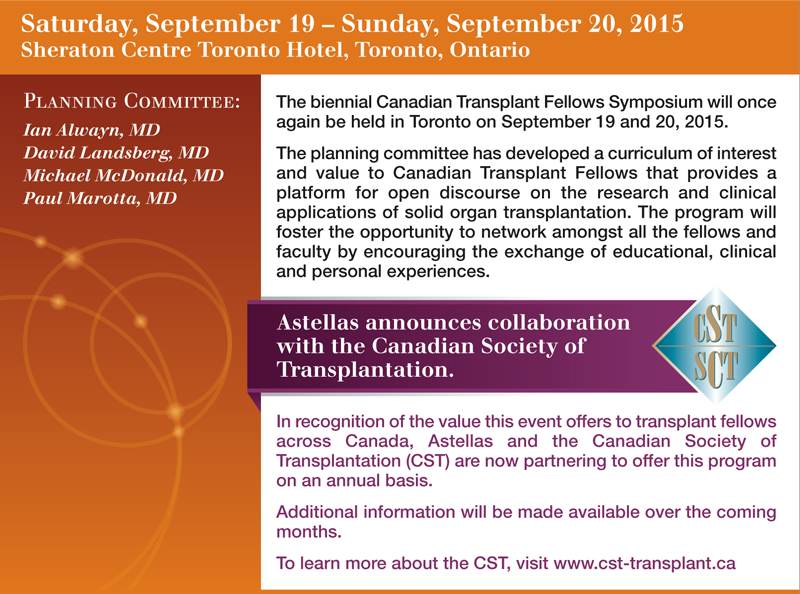 Saturday, September 19 – Sunday, September 20, 2015
Sheraton Centre Toronto Hotel, Toronto, Ontario
Planning Committee:
Ian Alwayn, MD
David Landsberg, MD
Michael McDonald, MD
Paul Marotta, MD
The biennial Canadian Transplant Fellows Symposium will once
again be held in Toronto on September 19 and 20, 2015.
The planning committee has developed a curriculum of interest
and value to Canadian Transplant Fellows that provides a
platform for open discourse on the research and clinical
applications of solid organ transplantation. The program will
foster the opportunity to network amongst all the fellows and
faculty by encouraging the exchange of educational, clinical
and personal experiences.
Astellas announces collaboration
with the Canadian Society of
Transplantation.
CST
SCT
In recognition of the value this event offers to transplant fellows
across Canada, Astellas and the Canadian Society of
Transplantation (CST) are now partnering to offer this program
on an annual basis.
Additional information will be made available over the coming
months.
To learn more about the CST, visit www.cst-transplant.ca